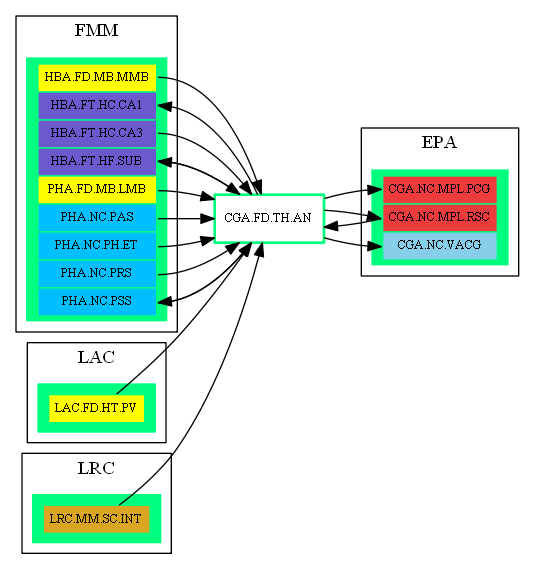 FMM
HBA.FD.MB.MMB
HBA.FT.HC.CA1
HBA.FT.HC.CA3
HBA.FT.HF.SUB
PHA.FD.MB.LMB
PHA.NC.PAS
PHA.NC.PH.ET
PHA.NC.PRS
PHA.NC.PSS
CGA.FD.TH.AN
EPA
CGA.NC.MPL.PCG
CGA.NC.MPL.RSC
CGA.NC.VACG
LAC
LAC.FD.HT.PV
LRC
LRC.MM.SC.INT